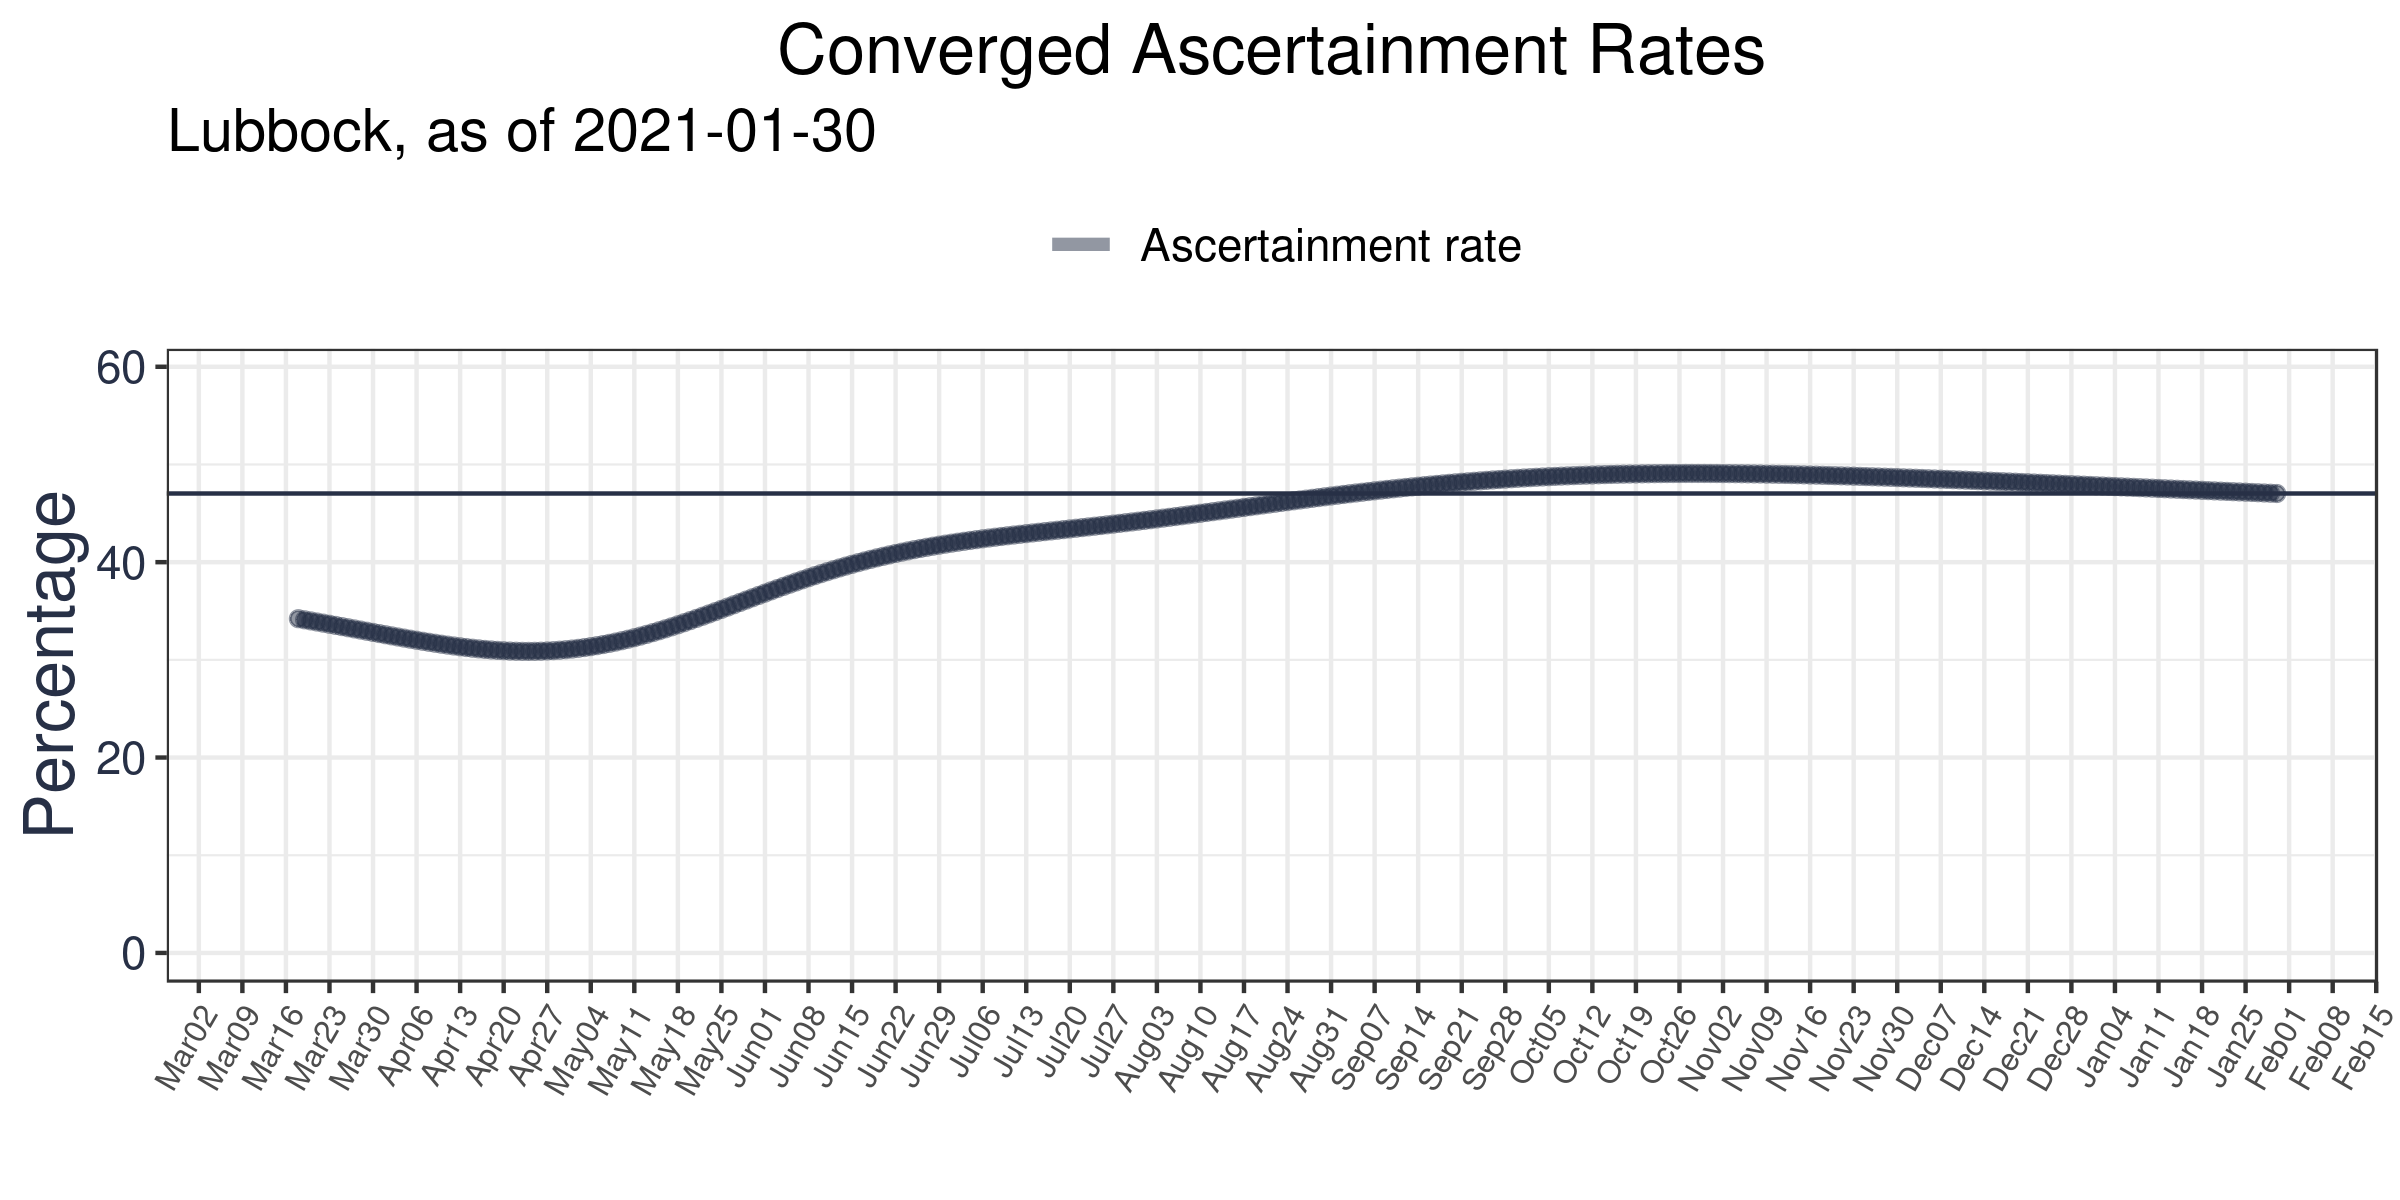 Converged Ascertainment Rates
Lubbock, as of 2021-01-30
Ascertainment rate
Percentage
60
40
20
0
Mar02 Mar09 Mar16 Mar23 Mar30 Apr06 Apr13 Apr20 Apr27 May04 May11 May18 May25 Jun01 Jun08 Jun15 Jun22 Jun29 Jul06 Jul13 Jul20 Jul27 Aug03 Aug10 Aug17 Aug24 Aug31 Sep07 Sep14 Sep21 Sep28 Oct05 Oct12 Oct19 Oct26 Nov02 Nov09 Nov16 Nov23 Nov30 Dec07 Dec14 Dec21 Dec28 Jan04 Jan11 Jan18 Jan25 Feb01 Feb08 Feb15